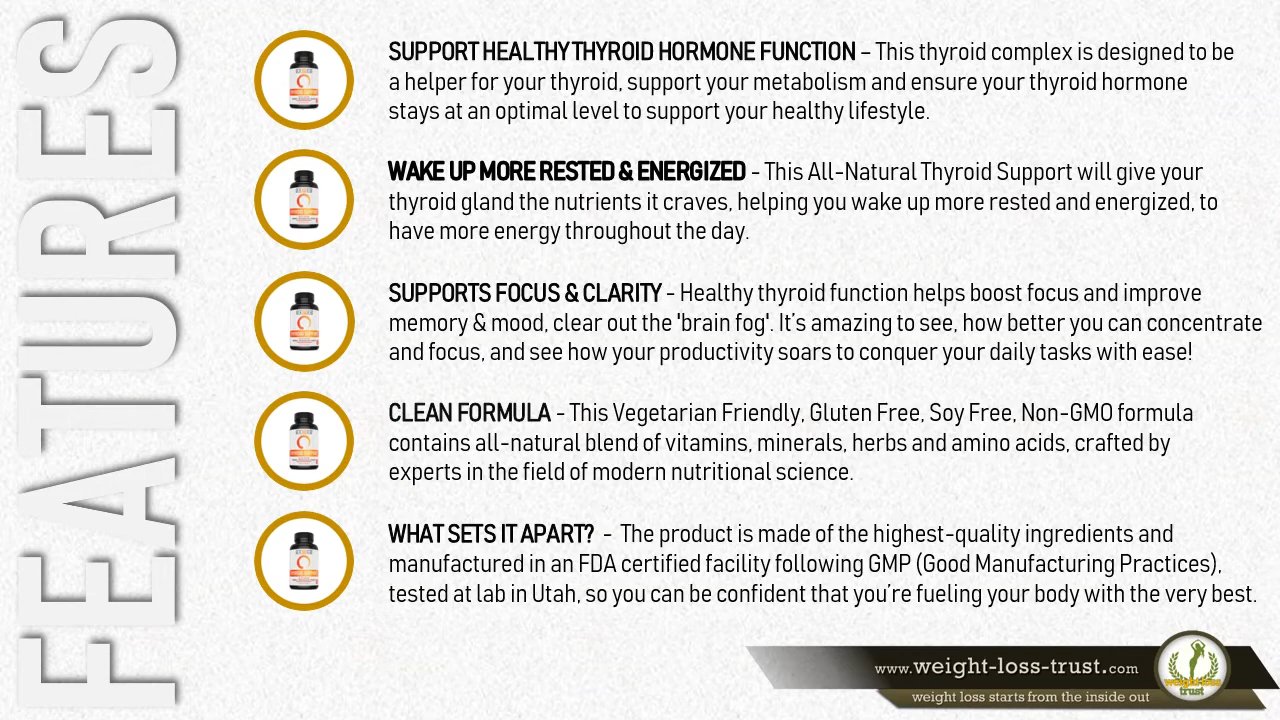 FEATURES
SUPPORT HEALTHY THYROID HORMONE FUNCTION – This thyroid complex is designed to be
a helper for your thyroid, support your metabolism and ensure your thyroid hormone
stays at an optimal level to support your healthy lifestyle.
WAKE UP MORE RESTED & ENERGIZED - This All-Natural Thyroid Support will give your
thyroid gland the nutrients it craves, helping you wake up more rested and energized, to
have more energy throughout the day.
SUPPORTS FOCUS & CLARITY - Healthy thyroid function helps boost focus and improve
memory & mood, clear out the 'brain fog'. It’s amazing to see, how better you can concentrate
and focus, and see how your productivity soars to conquer your daily tasks with ease!
CLEAN FORMULA - This Vegetarian Friendly, Gluten Free, Soy Free, Non-GMO formula
contains all-natural blend of vitamins, minerals, herbs and amino acids, crafted by
experts in the field of modern nutritional science.
WHAT SETS IT APART? - The product is made of the highest-quality ingredients and
manufactured in an FDA certified facility following GMP (Good Manufacturing Practices),
tested at lab in Utah, so you can be confident that you’re fueling your body with the very best.
www.weight-loss-trust.com
weight loss starts from the inside out
weight-loss
trust